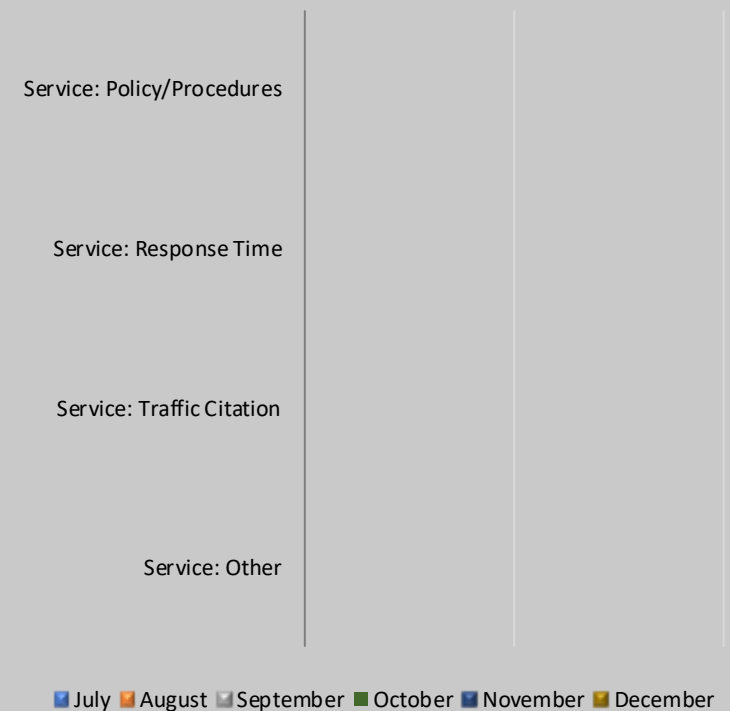 Service: Policy/Procedures
Service: Response Time
Service: Traffic Citation
Service: Other
July August September October November December